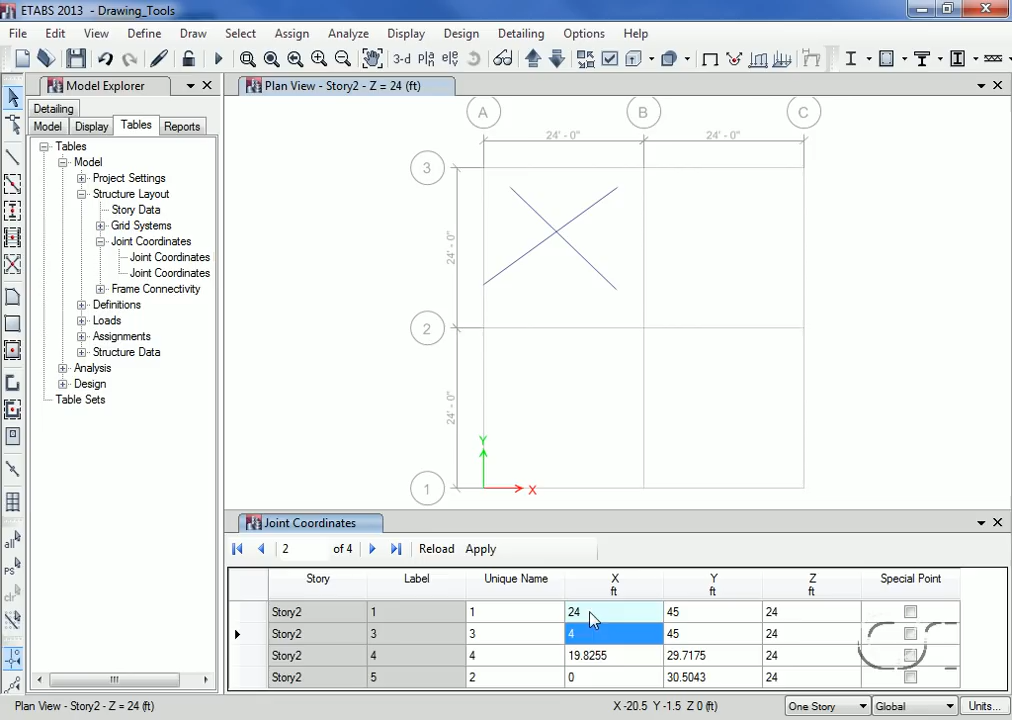 ETABS 2013 - Drawing_Tools
File Edit View Define Draw Select Assign Analyze Display Design Detailing Options Help
3-d plan elev
Model Explorer
Detailing
Model Display Tables Reports
Tables
Model
Project Settings
Structure Layout
Story Data
Grid Systems
Joint Coordinates
Joint Coordinates
Joint Coordinates
Frame Connectivity
Definitions
Loads
Assignments
Structure Data
Analysis
Design
Table Sets
all
PS
clr
Plan View - Story2 - Z = 24 (ft)
A B C
24' - 0" 24' - 0"
3
24' - 0"
2
24' - 0"
Y
1 X
Joint Coordinates
2 of 4 Reload Apply
Story Label Unique Name X ft Y ft Z ft Special Point
Story2 1 1 24 45 24
Story2 3 3 4 45 24
Story2 4 4 19.8255 29.7175 24
Story2 5 2 0 30.5043 24
Plan View - Story2 - Z = 24 (ft) X -20.5 Y -1.5 Z 0 (ft) One Story Global Units...